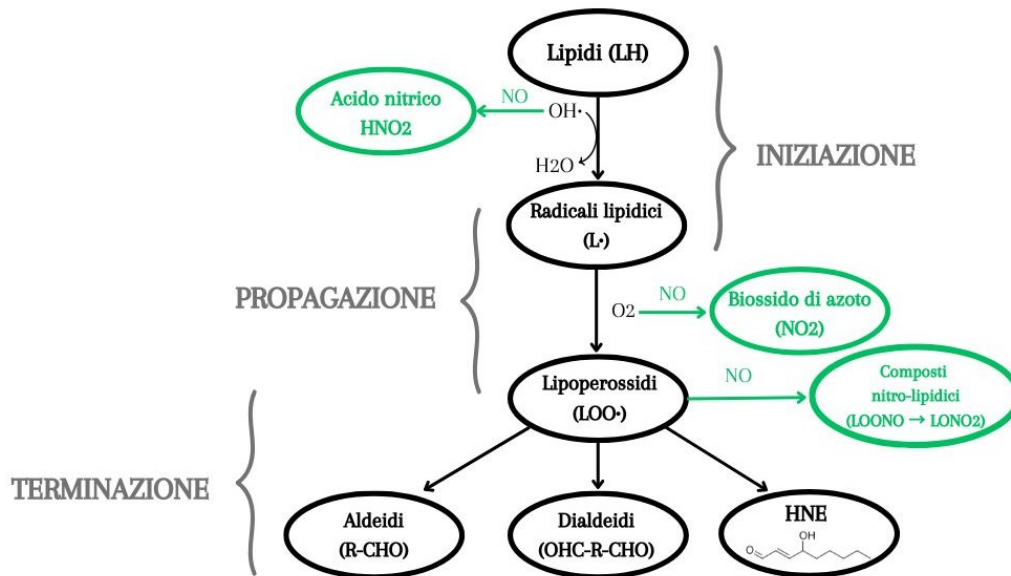 Lipidi (LH)
NO
Acido nitrico
HNO2
OH·
H2O
INIZIAZIONE
Radicali lipidici
(L·)
PROPAGAZIONE
O2
NO
Biossido di azoto
(NO2)
Lipoperossidi
(LOO·)
NO
Composti
nitro-lipidici
(LOONO → LONO2)
TERMINAZIONE
Aldeidi
(R-CHO)
Dialdeidi
(OHC-R-CHO)
HNE
OH
O